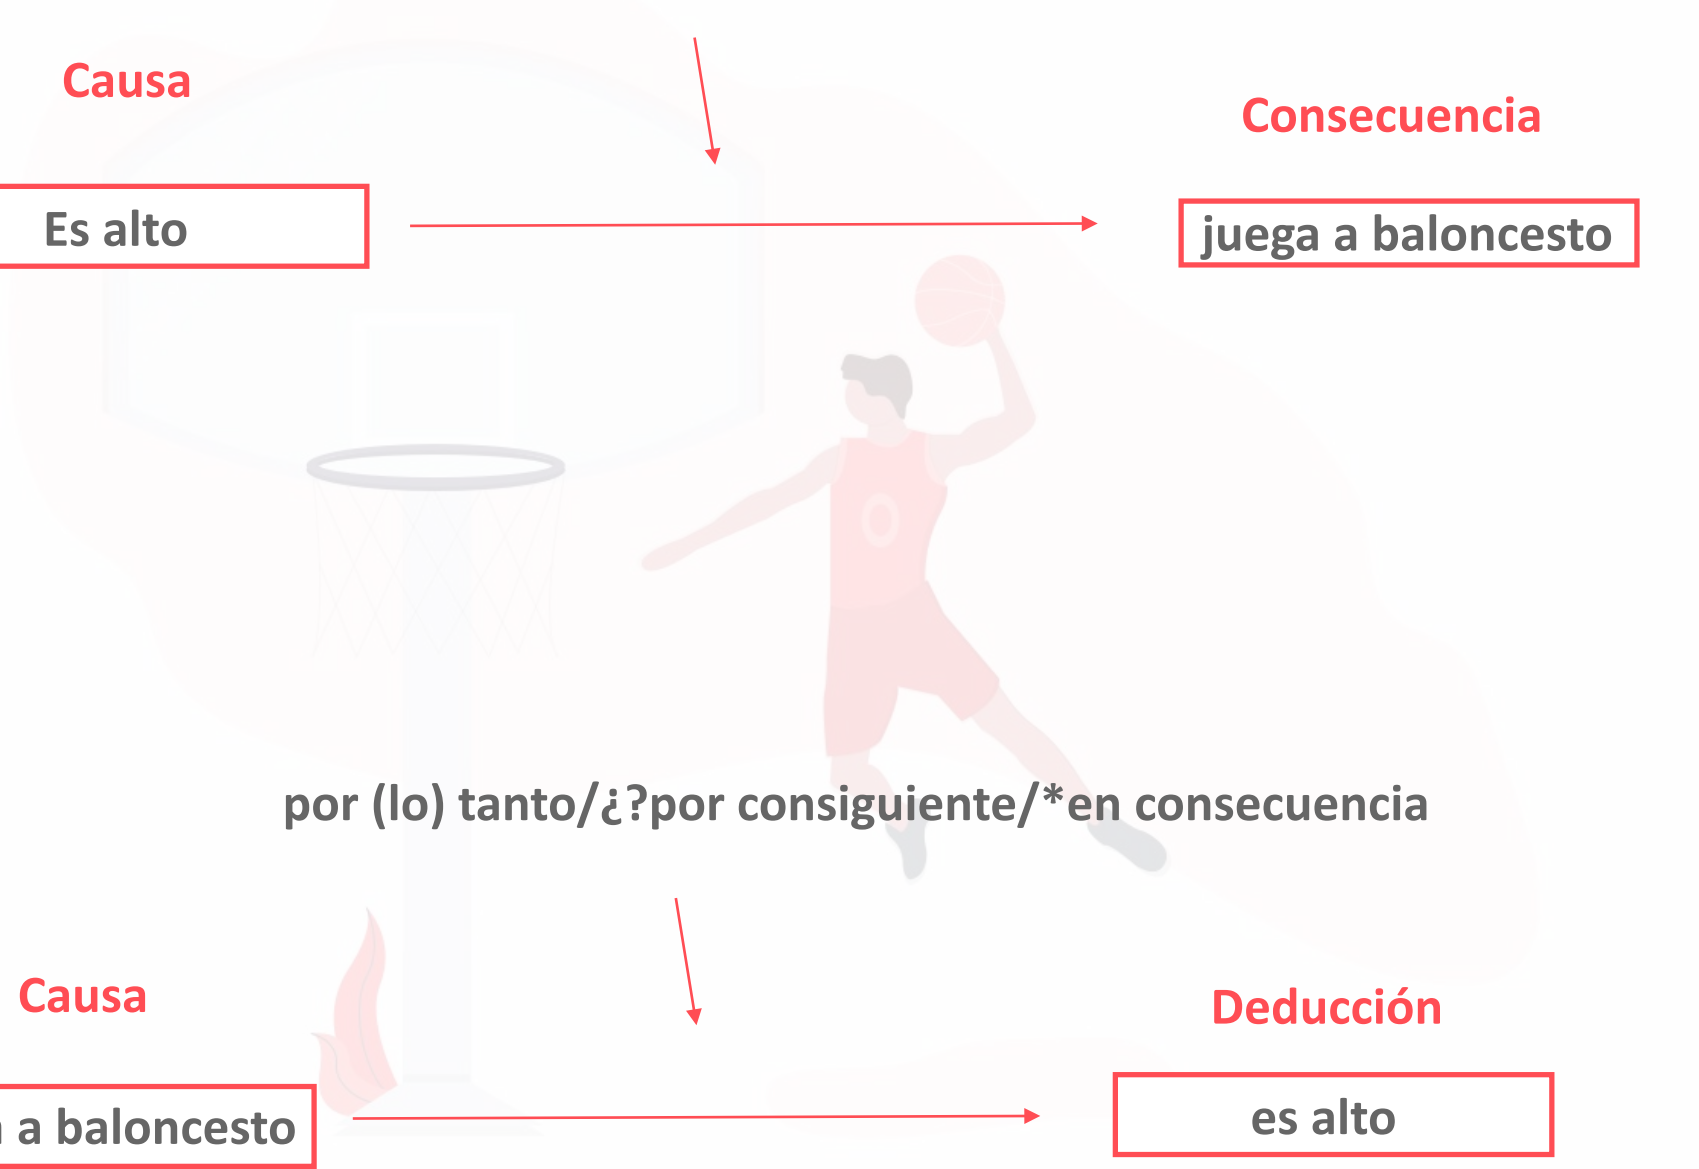 Causa
Consecuencia
Es alto
juega a baloncesto
por (lo) tanto/¿?por consiguiente/*en consecuencia
Causa
Deducción
a baloncesto
es alto